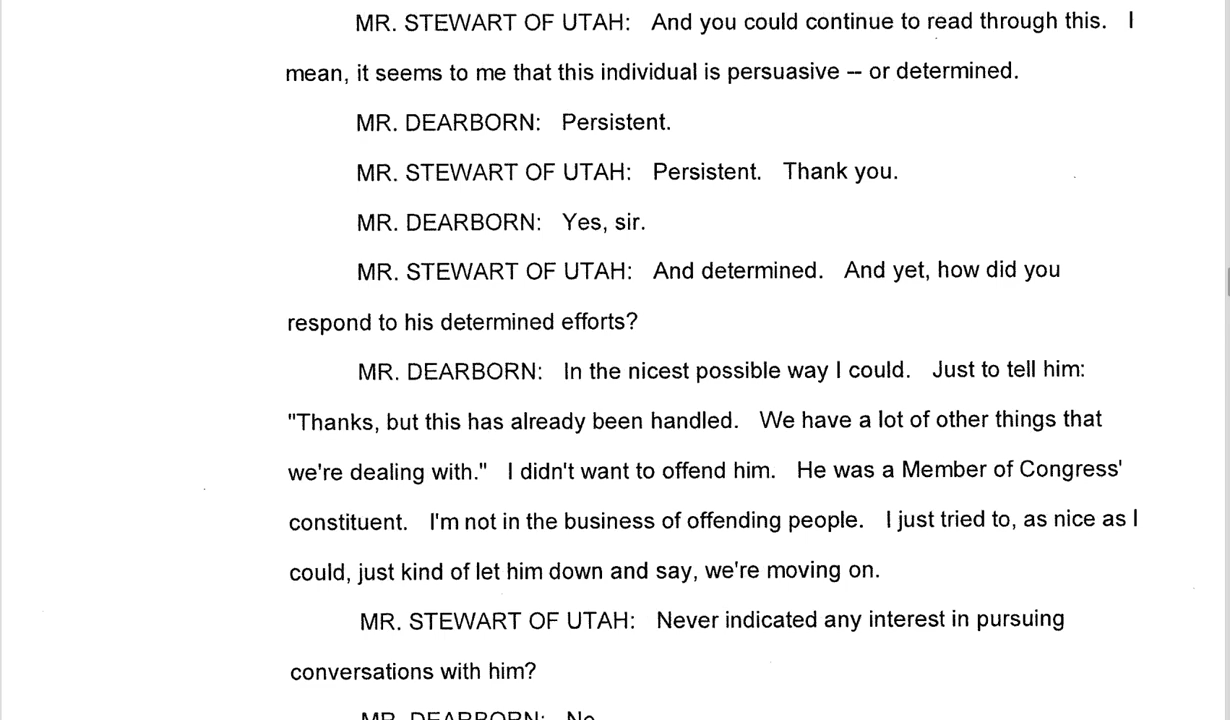 MR. STEWART OF UTAH: And you could continue to read through this. I
mean, it seems to me that this individual is persuasive -- or determined.
MR. DEARBORN: Persistent.
MR. STEWART OF UTAH: Persistent. Thank you.
MR. DEARBORN: Yes, sir.
MR. STEWART OF UTAH: And determined. And yet, how did you
respond to his determined efforts?
MR. DEARBORN: In the nicest possible way I could. Just to tell him:
"Thanks, but this has already been handled. We have a lot of other things that
we're dealing with." I didn't want to offend him. He was a Member of Congress'
constituent. I'm not in the business of offending people. I just tried to, as nice as I
could, just kind of let him down and say, we're moving on.
MR. STEWART OF UTAH: Never indicated any interest in pursuing
conversations with him?
MR. DEARBORN: No